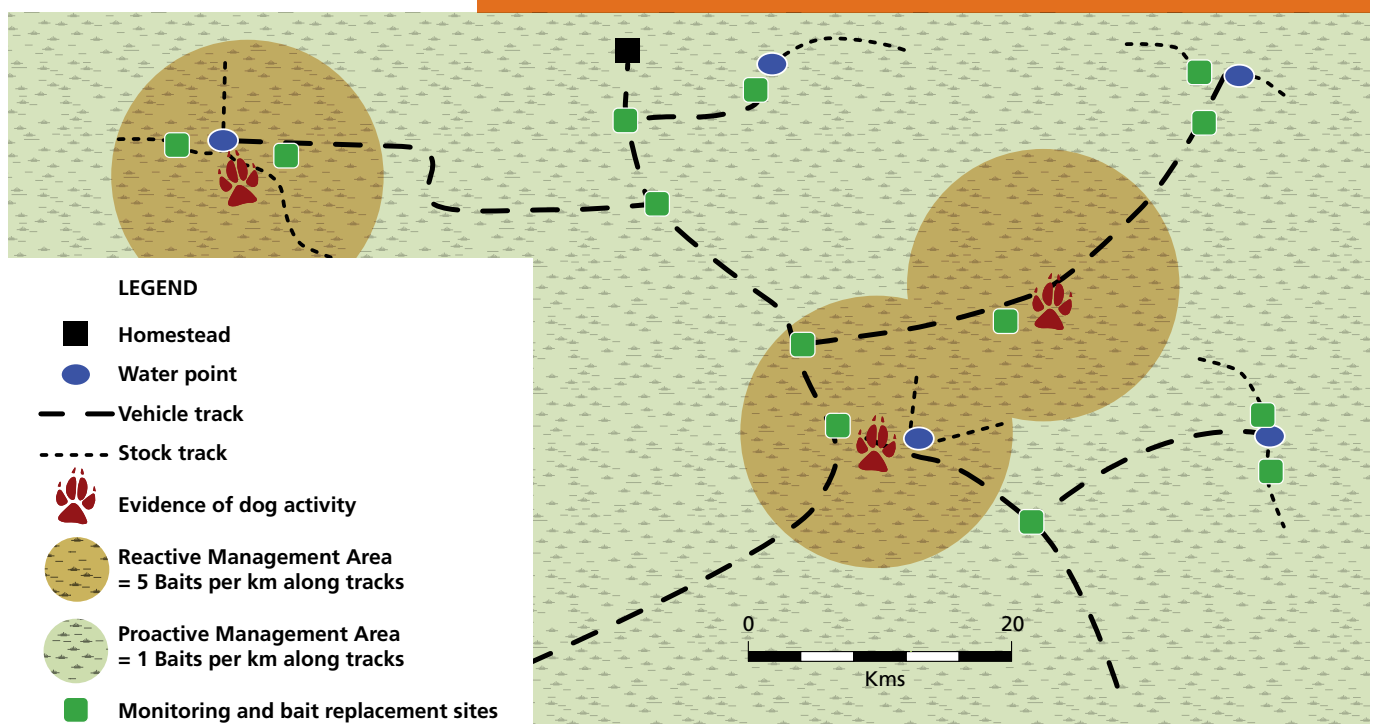 LEGEND
Homestead
Water point
Vehicle track
Stock track
Evidence of dog activity
Reactive Management Area
= 5 Baits per km along tracks
Proactive Management Area
= 1 Baits per km along tracks
Monitoring and bait replacement sites
0 20
Kms